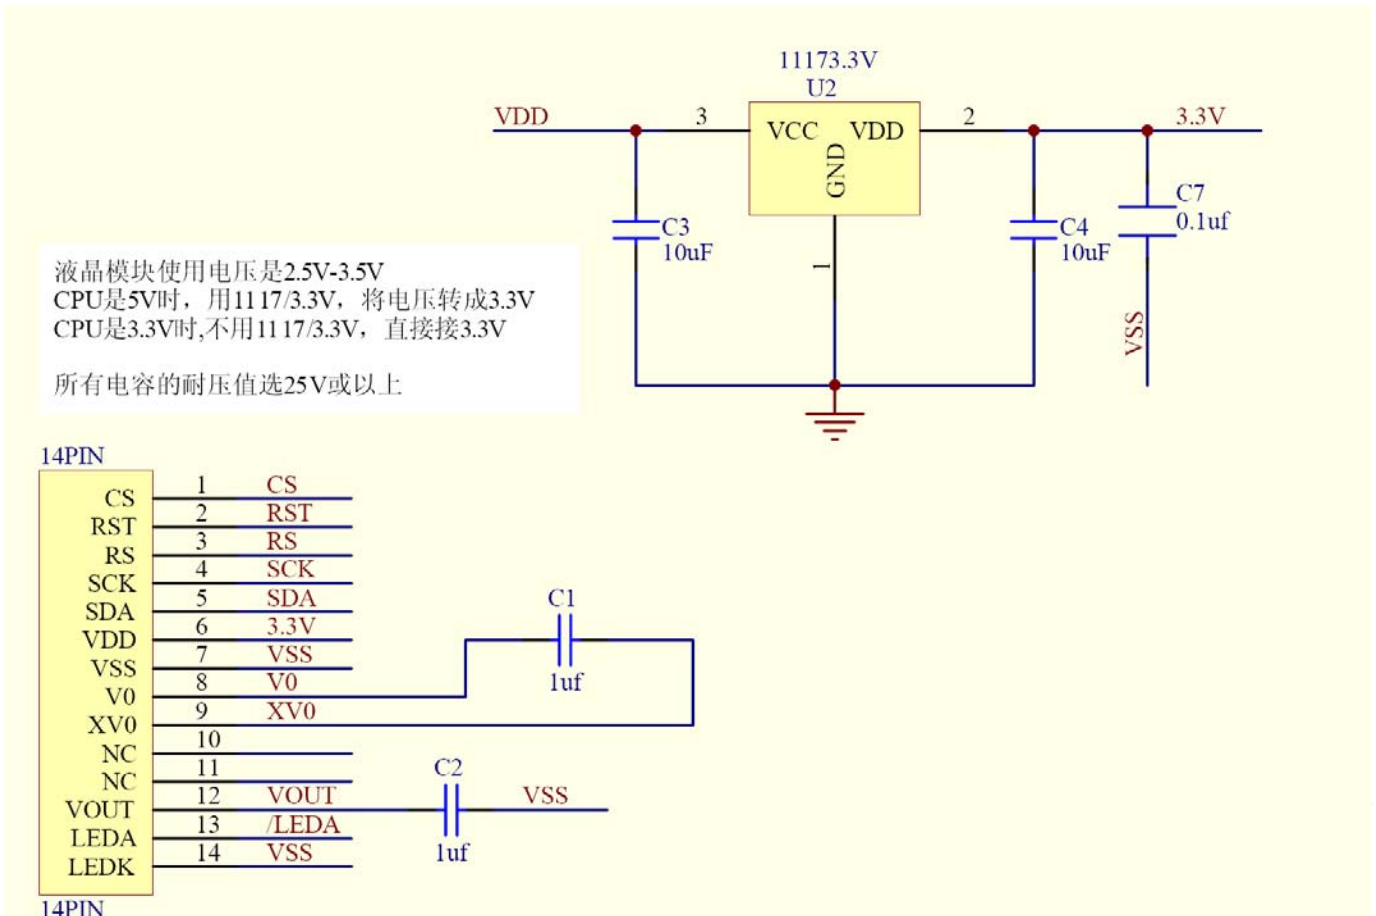 11173.3V
U2
VDD
3
VCC
VDD
GND
2
3.3V
1
C3
10uF
C4
10uF
C7
0.1uf
VSS
液晶模块使用电压是2.5V-3.5V
CPU是5V时，用1117/3.3V，将电压转成3.3V
CPU是3.3V时,不用1117/3.3V，直接接3.3V
所有电容的耐压值选25V或以上
14PIN
CS 1 CS
RST 2 RST
RS 3 RS
SCK 4 SCK
SDA 5 SDA
VDD 6 3.3V
VSS 7 VSS
V0 8 V0
XV0 9 XV0
NC 10
NC 11
VOUT 12 VOUT
LEDA 13 /LEDA
LEDK 14 VSS
14PIN
C1
1uf
C2
1uf
VSS